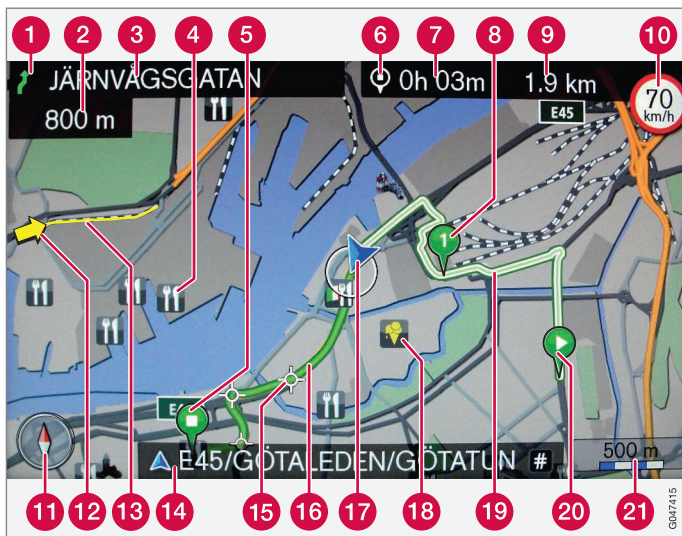 1 2 3 4 5 6 7 8 9 10
JÄRNVÅGSGATAN
800 m
0h 03m
1.9 km
70
km/h
E45
1
E
E45/GÖTALEDEN/GÖTATUN #
500 m
11 12 13 14 15 16 17 18 19 20 21
G047415